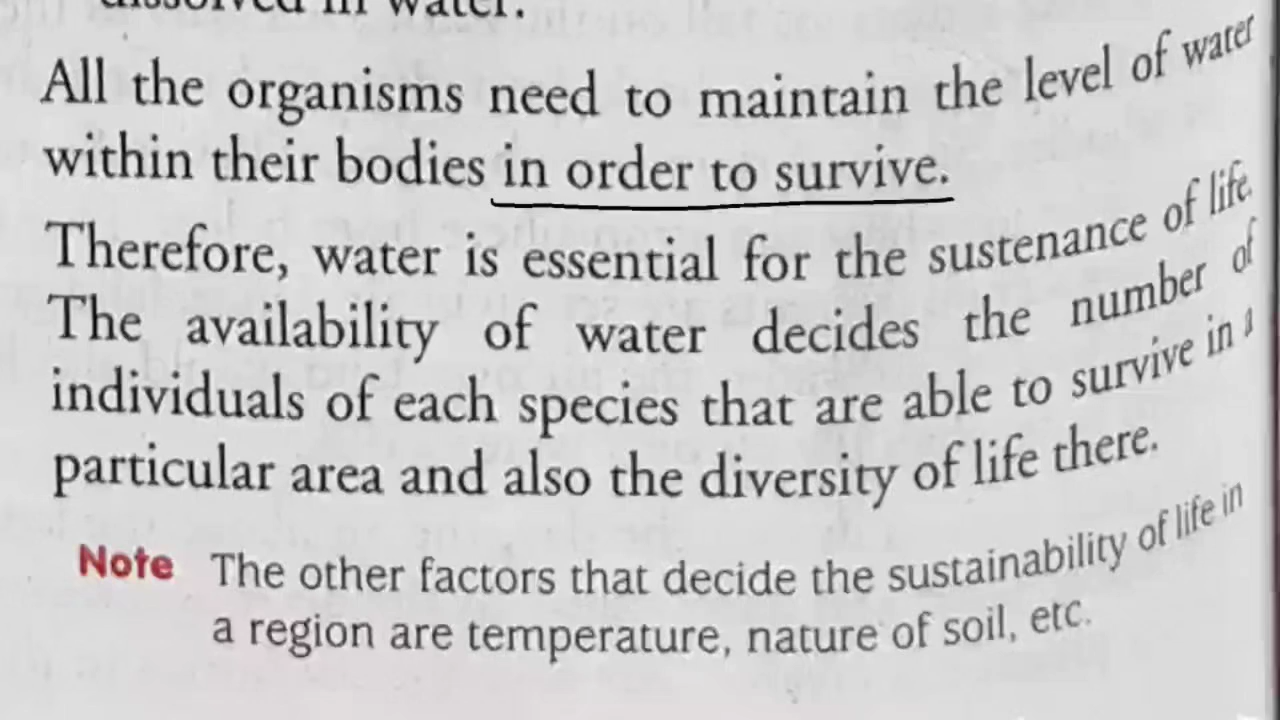 dissolved in water.
All the organisms need to maintain the level of water
within their bodies in order to survive.
Therefore, water is essential for the sustenance of life.
The availability of water decides the number of
individuals of each species that are able to survive in a
particular area and also the diversity of life there.
Note The other factors that decide the sustainability of life in
a region are temperature, nature of soil, etc.